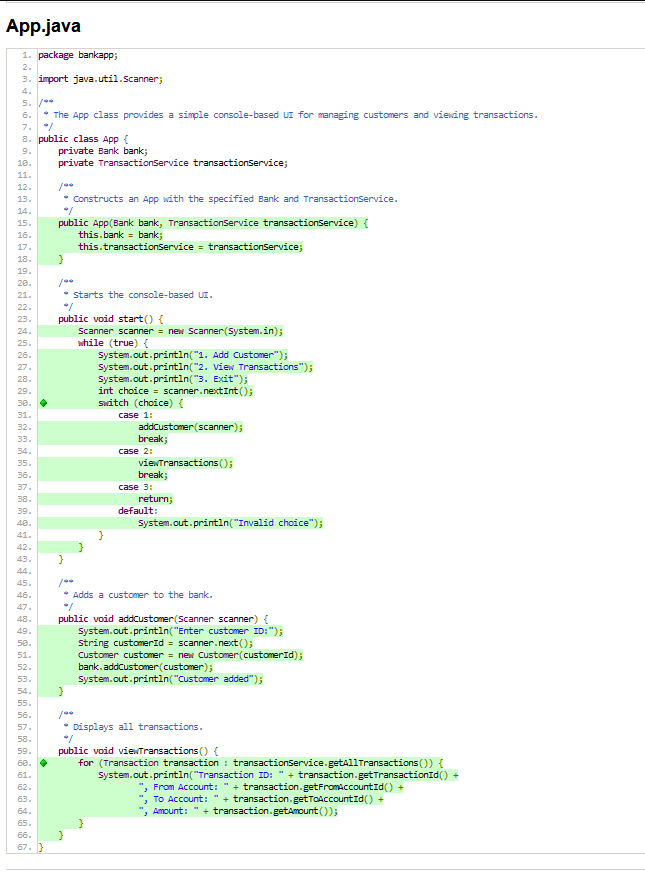 App.java
1. package bankapp;
2.
3. import java.util.Scanner;
4.
5. /**
6. * The App class provides a simple console-based UI for managing customers and viewing transactions.
7. */
8. public class App {
9. private Bank bank;
10. private TransactionService transactionService;
11.
12. /**
13. * Constructs an App with the specified Bank and TransactionService.
14. */
15. public App(Bank bank, TransactionService transactionService) {
16. this.bank = bank;
17. this.transactionService = transactionService;
18. }
19.
20. /**
21. * Starts the console-based UI.
22. */
23. public void start() {
24. Scanner scanner = new Scanner(System.in);
25. while (true) {
26. System.out.println("1. Add Customer");
27. System.out.println("2. View Transactions");
28. System.out.println("3. Exit");
29. int choice = scanner.nextInt();
30. switch (choice) {
31. case 1:
32. addCustomer(scanner);
33. break;
34. case 2:
35. viewTransactions();
36. break;
37. case 3:
38. return;
39. default:
40. System.out.println("Invalid choice");
41. }
42. }
43. }
44.
45. /**
46. * Adds a customer to the bank.
47. */
48. public void addCustomer(Scanner scanner) {
49. System.out.println("Enter customer ID:");
50. String customerId = scanner.next();
51. Customer customer = new Customer(customerId);
52. bank.addCustomer(customer);
53. System.out.println("Customer added");
54. }
55.
56. /**
57. * Displays all transactions.
58. */
59. public void viewTransactions() {
60. for (Transaction transaction : transactionService.getAllTransactions()) {
61. System.out.println("Transaction ID: " + transaction.getTransactionId() +
62. ", From Account: " + transaction.getFromAccountId() +
63. ", To Account: " + transaction.getToAccountId() +
64. ", Amount: " + transaction.getAmount());
65. }
66. }
67. }